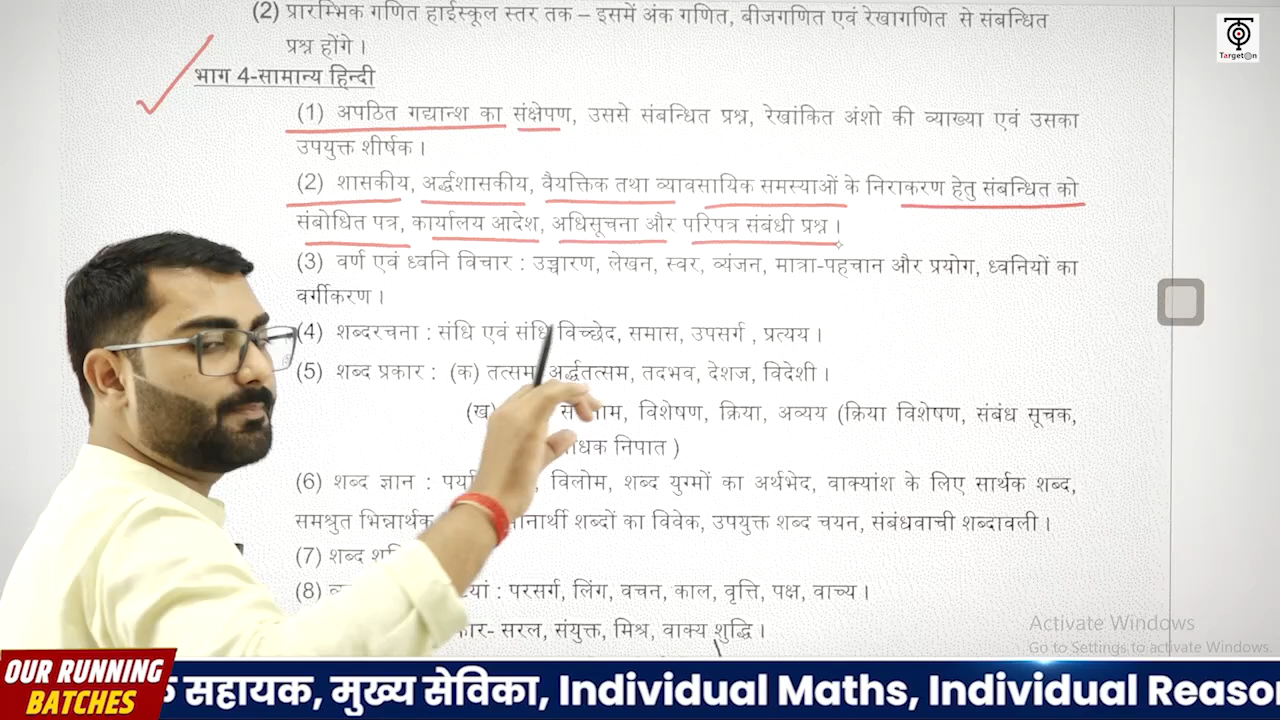 (2) प्रारम्भिक गणित हाईस्कूल स्तर तक – इसमें अंक गणित, बीजगणित एवं रेखागणित से संबन्धित
प्रश्न होंगे ।
भाग 4-सामान्य हिन्दी
(1) अपठित गद्यान्श का संक्षेपण, उससे संबन्धित प्रश्न, रेखांकित अंशो की व्याख्या एवं उसका
उपयुक्त शीर्षक ।
(2) शासकीय, अर्द्धशासकीय, वैयक्तिक तथा व्यावसायिक समस्याओं के निराकरण हेतु संबन्धित को
संबोधित पत्र, कार्यालय आदेश, अधिसूचना और परिपत्र संबंधी प्रश्न ।
(3) वर्ण एवं ध्वनि विचार : उच्चारण, लेखन, स्वर, व्यंजन, मात्रा-पहचान और प्रयोग, ध्वनियों का
वर्गीकरण ।
(4) शब्दरचना : संधि एवं संधि विच्छेद, समास, उपसर्ग , प्रत्यय ।
(5) शब्द प्रकार : (क) तत्सम, अर्द्धतत्सम, तदभव, देशज, विदेशी ।
(ख) विशेषण, क्रिया, अव्यय (क्रिया विशेषण, संबंध सूचक,
निपात )
(6) शब्द ज्ञान : विलोम, शब्द युग्मों का अर्थभेद, वाक्यांश के लिए सार्थक शब्द,
समश्रुत भिन्नार्थक शब्दों का विवेक, उपयुक्त शब्द चयन, संबंधवाची शब्दावली ।
(7) शब्द
(8) : परसर्ग, लिंग, वचन, काल, वृत्ति, पक्ष, वाच्य ।
सरल, संयुक्त, मिश्र, वाक्य शुद्धि ।
Target@n
Activate Windows
Go to Settings to activate Windows.
OUR RUNNING
BATCHES
सहायक, मुख्य सेविका, Individual Maths, Individual Reaso